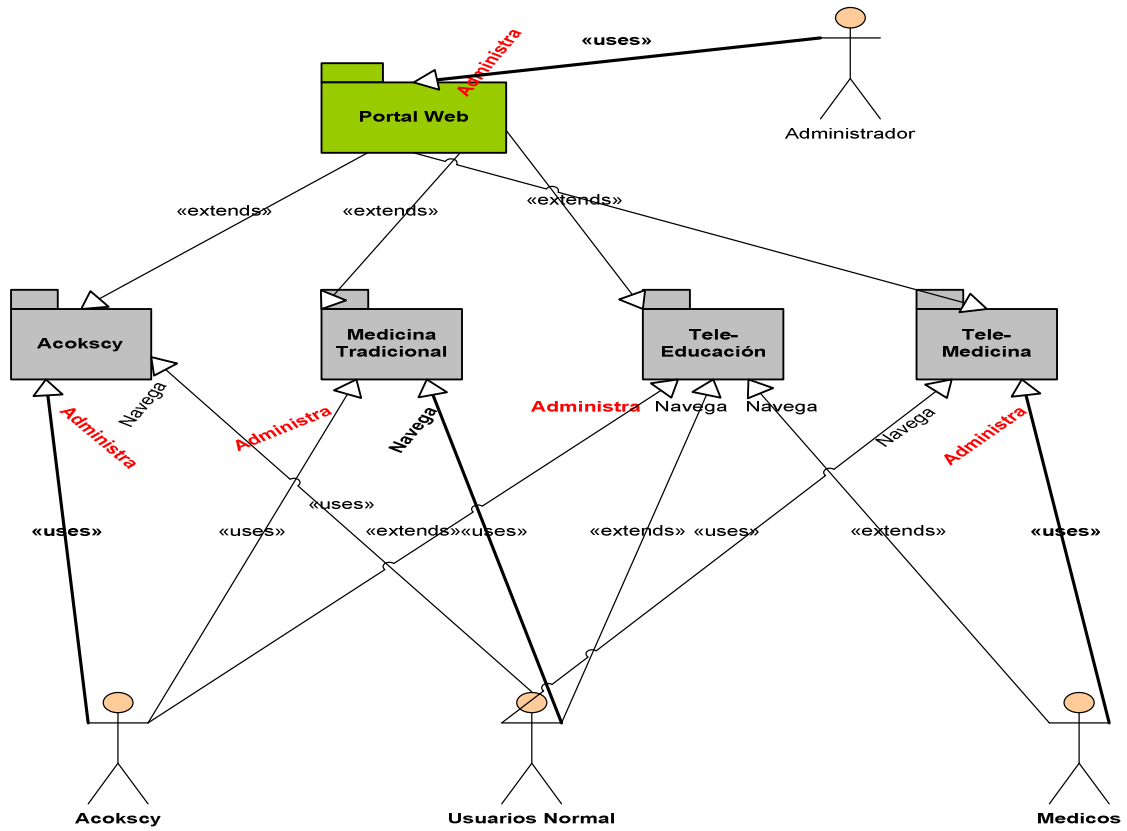 «uses»
Administra
Portal Web
Administrador
«extends»
«extends»
«extends»
Acokscy
Medicina
Tradicional
Tele-
Educación
Tele-
Medicina
Navega
Administra
Administra
Navega
Administra
Navega
Navega
Navega
Administra
«uses»
«uses»
«uses»
«extends»
«uses»
«extends»
«uses»
«extends»
«uses»
Acokscy
Usuarios Normal
Medicos